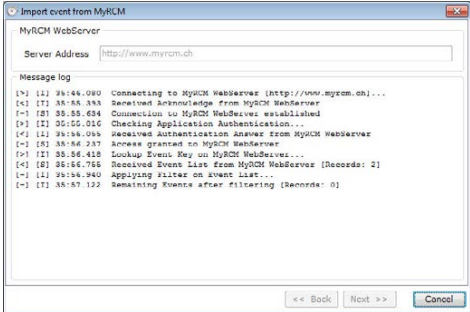 Import event from MyRCM
MyRCM WebServer
Server Address http://www.myrcm.ch
Message log
[>] [I] 35:46.080 Connecting to MyRCM WebServer [http://www.myrcm.ch]...
[<] [I] 35:55.393 Received Acknowledge from MyRCM WebServer
[-] [S] 35:55.634 Connection to MyRCM WebServer established
[>] [I] 35:55.816 Checking Application Authentication...
[<] [I] 35:56.055 Received Authentication Answer from MyRCM WebServer
[-] [S] 35:56.237 Access granted to MyRCM WebServer
[>] [I] 35:56.418 Lookup Event Key on MyRCM WebServer...
[<] [S] 35:56.755 Received Event List from MyRCM WebServer [Records: 2]
[-] [I] 35:56.940 Applying Filter on Event List...
[-] [I] 35:57.122 Remaining Events after filtering [Records: 0]
<< Back
Next >>
Cancel